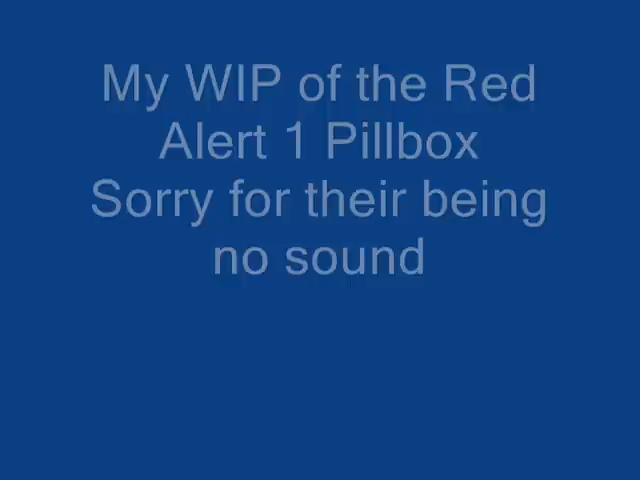 My WIP of the Red
Alert 1 Pillbox
Sorry for their being
no sound